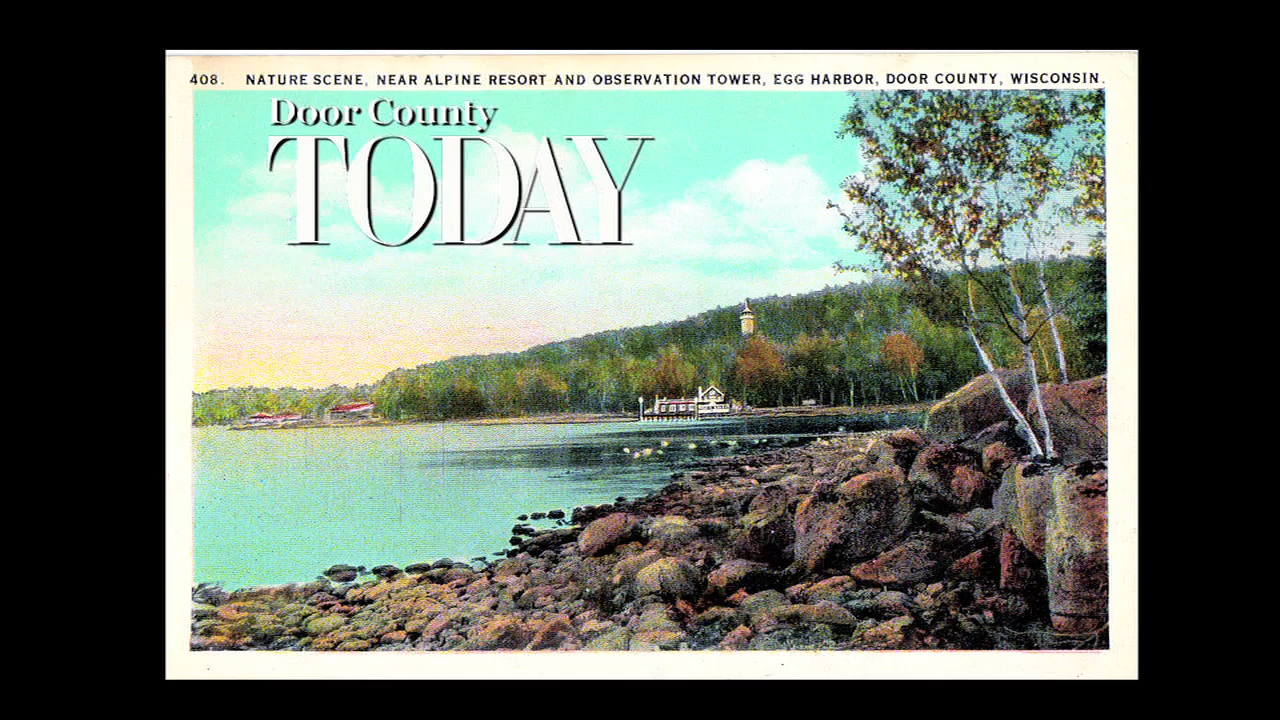 408. NATURE SCENE, NEAR ALPINE RESORT AND OBSERVATION TOWER, EGG HARBOR, DOOR COUNTY, WISCONSIN.
Door County
TODAY